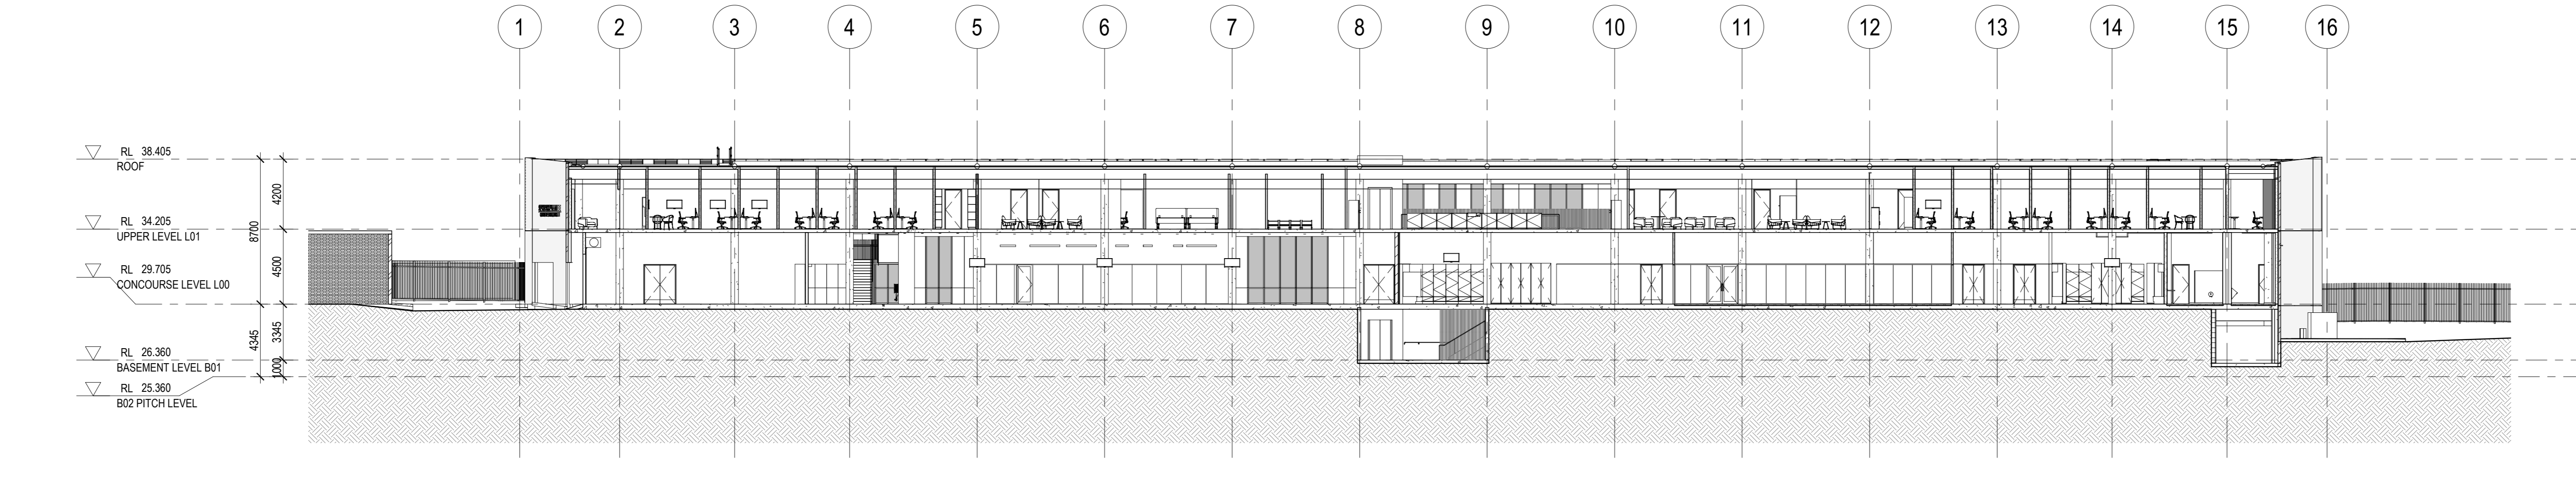 1 2 3 4 5 6 7 8 9 10 11 12 13 14 15 16
RL 38.405
ROOF
4200
RL 34.205
UPPER LEVEL L01
8700
4500
RL 29.705
CONCOURSE LEVEL L00
3345
4345
RL 26.360
BASEMENT LEVEL B01
1000
RL 25.360
B02 PITCH LEVEL